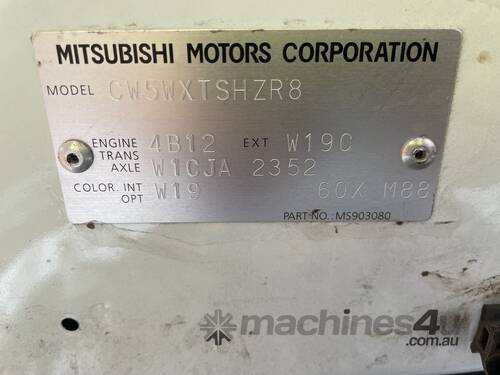 MITSUBISHI MOTORS CORPORATION
MODEL CW5WXTSHZR8
ENGINE 4B12 EXT W19C
TRANS AXLE W1CJA 2352
COLOR. INT OPT W19 60X M88
PART NO.: MS903080
machines4u
.com.au